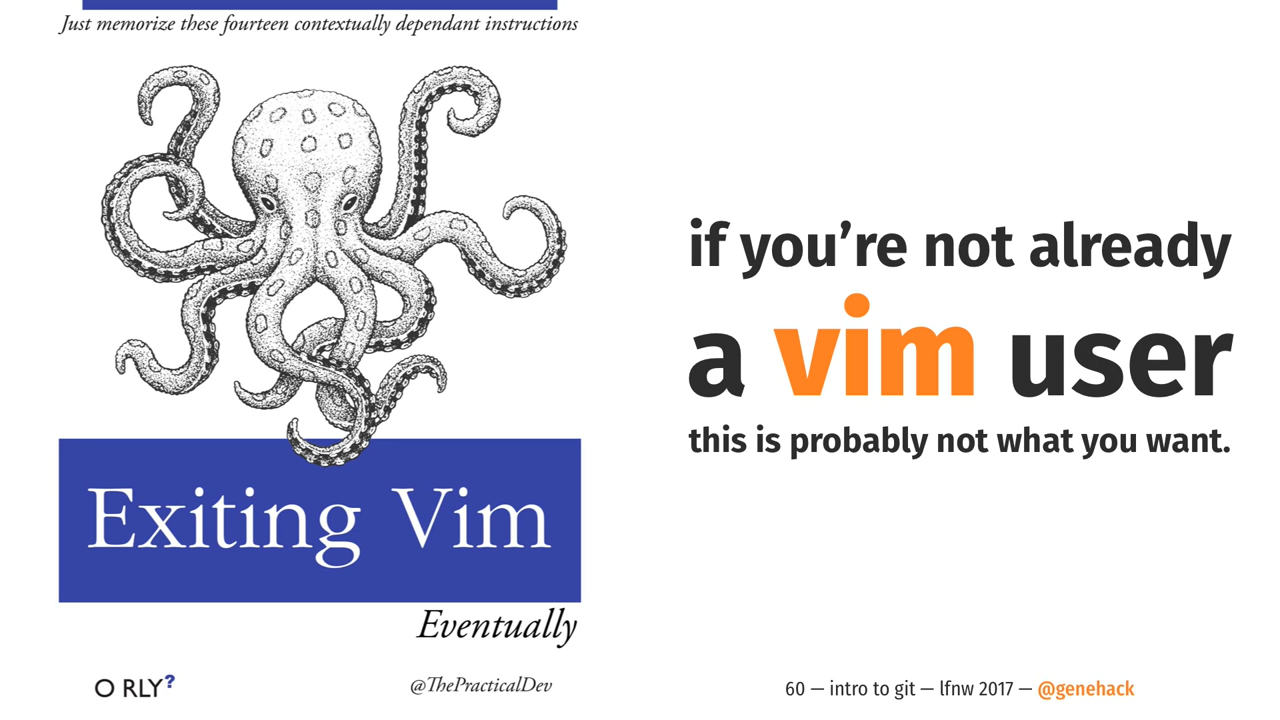 Just memorize these fourteen contextually dependant instructions
Exiting Vim
Eventually
O RLY?
@ThePracticalDev
if you’re not already
a vim user
this is probably not what you want.
60 — intro to git — lfnw 2017 — @genehack